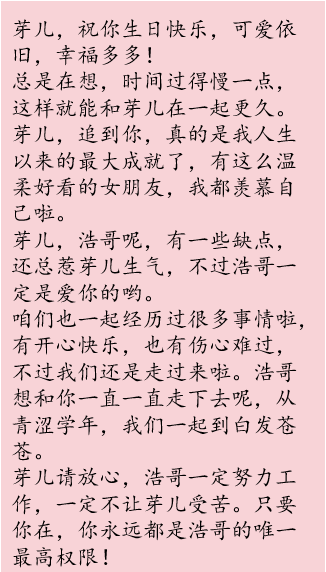 芽儿，祝你生日快乐，可爱依
旧，幸福多多！
总是在想，时间过得慢一点，
这样就能和芽儿在一起更久。
芽儿，追到你，真的是我人生
以来的最大成就了，有这么温
柔好看的女朋友，我都羡慕自
己啦。
芽儿，浩哥呢，有一些缺点，
还总惹芽儿生气，不过浩哥一
定是爱你的哟。
咱们也一起经历过很多事情啦，
有开心快乐，也有伤心难过，
不过我们还是走过来啦。浩哥
想和你一直一直走下去呢，从
青涩学年，我们一起到白发苍
苍。
芽儿请放心，浩哥一定努力工
作，一定不让芽儿受苦。只要
你在，你永远都是浩哥的唯一
最高权限！